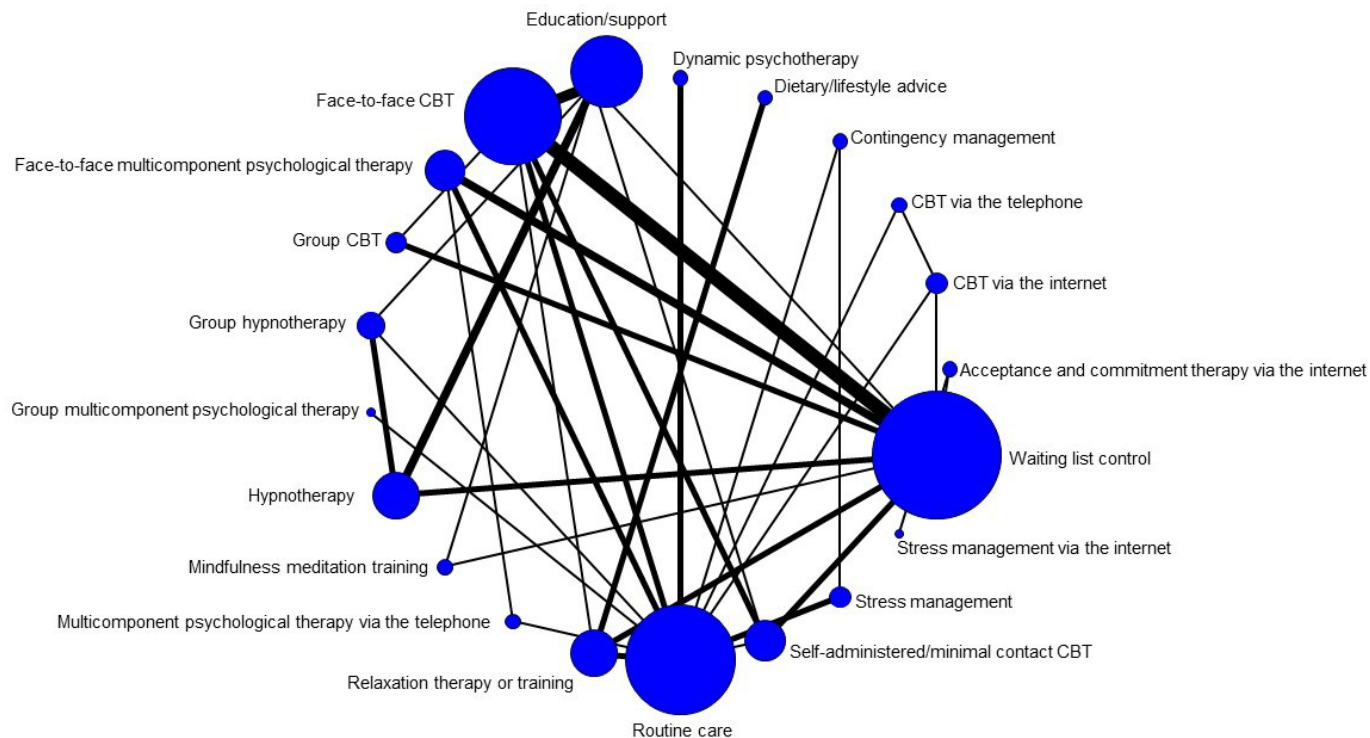 Education/support
Dynamic psychotherapy
Dietary/lifestyle advice
Face-to-face CBT
Contingency management
Face-to-face multicomponent psychological therapy
CBT via the telephone
Group CBT
CBT via the internet
Group hypnotherapy
Acceptance and commitment therapy via the internet
Group multicomponent psychological therapy
Waiting list control
Hypnotherapy
Stress management via the internet
Mindfulness meditation training
Stress management
Multicomponent psychological therapy via the telephone
Self-administered/minimal contact CBT
Relaxation therapy or training
Routine care